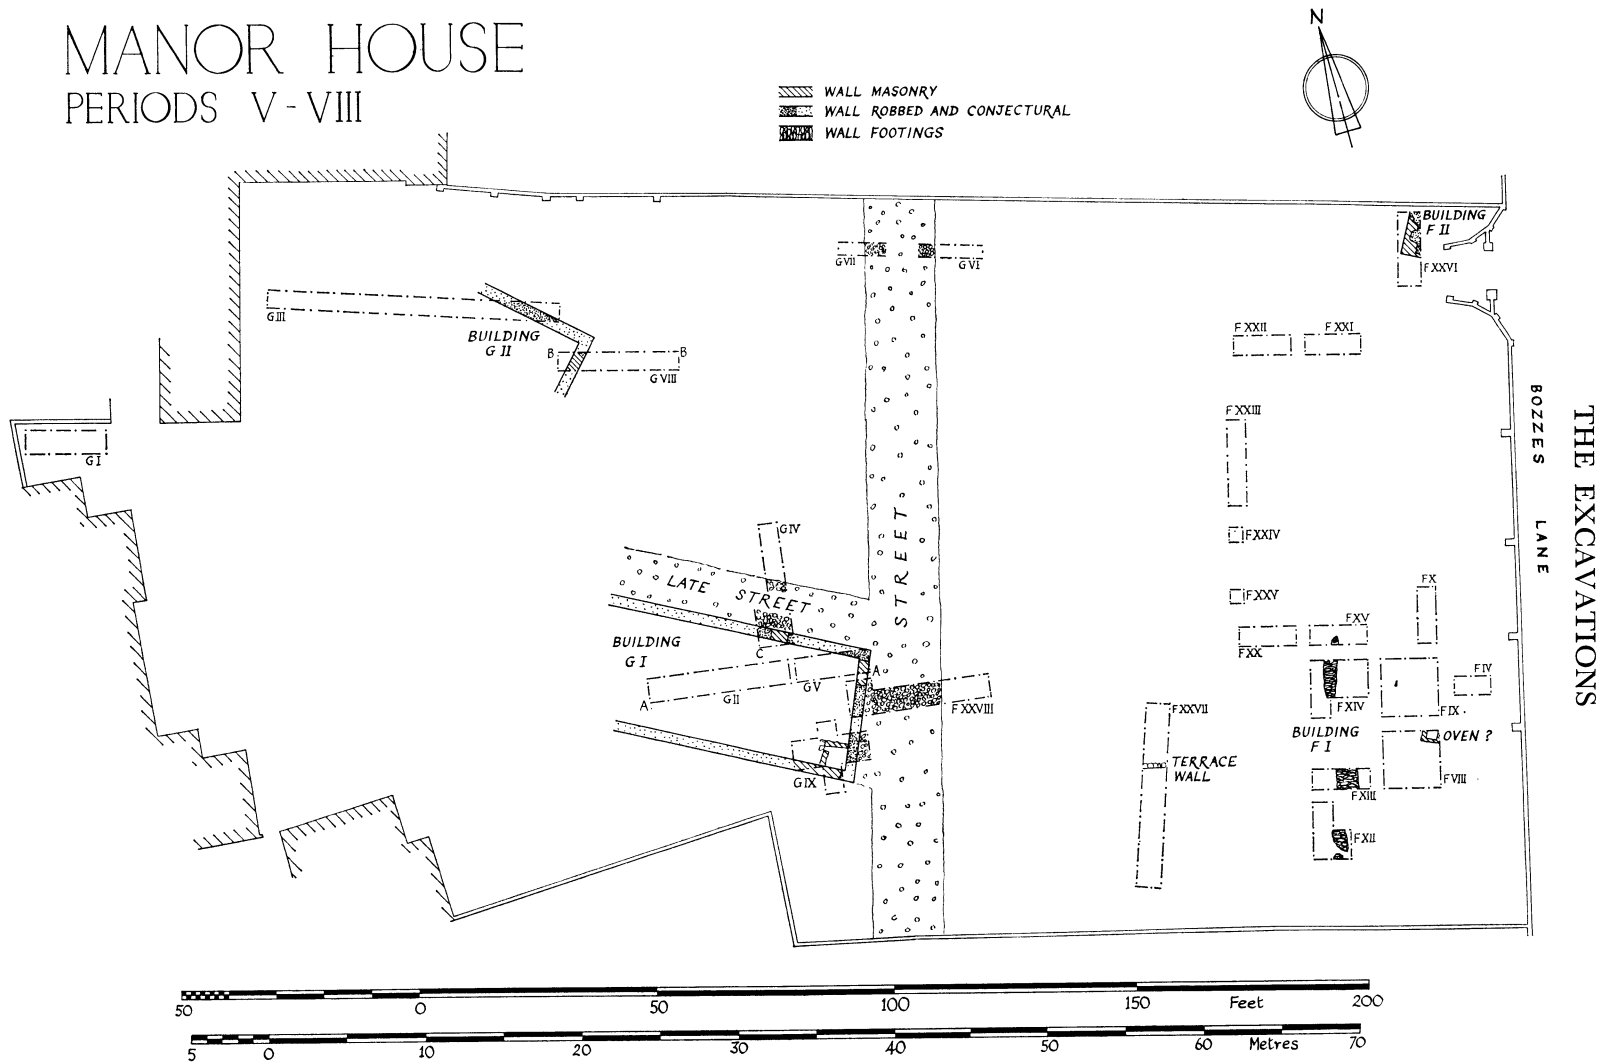 MANOR HOUSE
PERIODS V - VIII
N
WALL MASONRY
WALL ROBBED AND CONJECTURAL
WALL FOOTINGS
BUILDING
F II
F XXVI
G VII
G VI
G III
BUILDING
G II
B
B
G VIII
F XXII
F XXI
F XXIII
G I
BOZZES LANE
THE EXCAVATIONS
STREET
G IV
F XXIV
LATE STREET
F X
F XXV
F XV
F XX
BUILDING
G I
C
A
G V
G II
A
F XXVIII
F IV
F XIV
F IX.
F XXVII
BUILDING
F I
OVEN ?
TERRACE
WALL
G IX
F VIII
F XIII
F XII
50 0 50 100 150 Feet 200
5 0 10 20 30 40 50 60 Metres 70